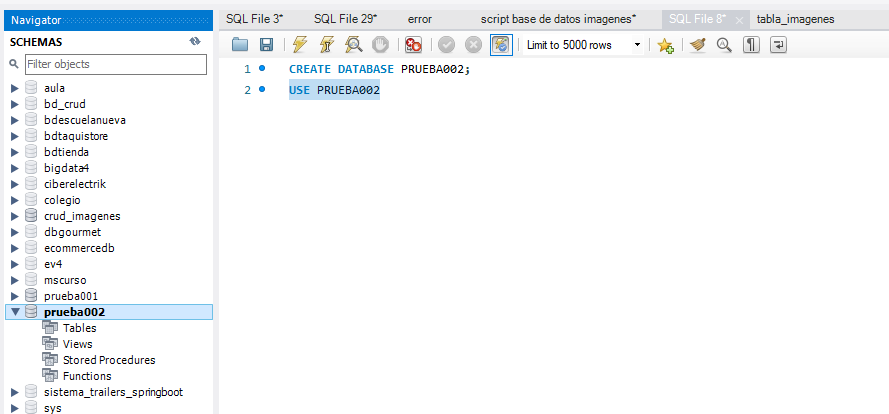 Navigator
SCHEMAS
Filter objects
aula
bd_crud
bdescuelanueva
bdtaquistore
bdtienda
bigdata4
ciberelectrik
colegio
crud_imagenes
dbgourmet
ecommercedb
ev4
mscurso
prueba001
prueba002
Tables
Views
Stored Procedures
Functions
sistema_trailers_springboot
sys
SQL File 3* SQL File 29* error script base de datos imagenes* SQL File 8* × tabla_imagenes
Limit to 5000 rows
1 CREATE DATABASE PRUEBA002;
2 USE PRUEBA002